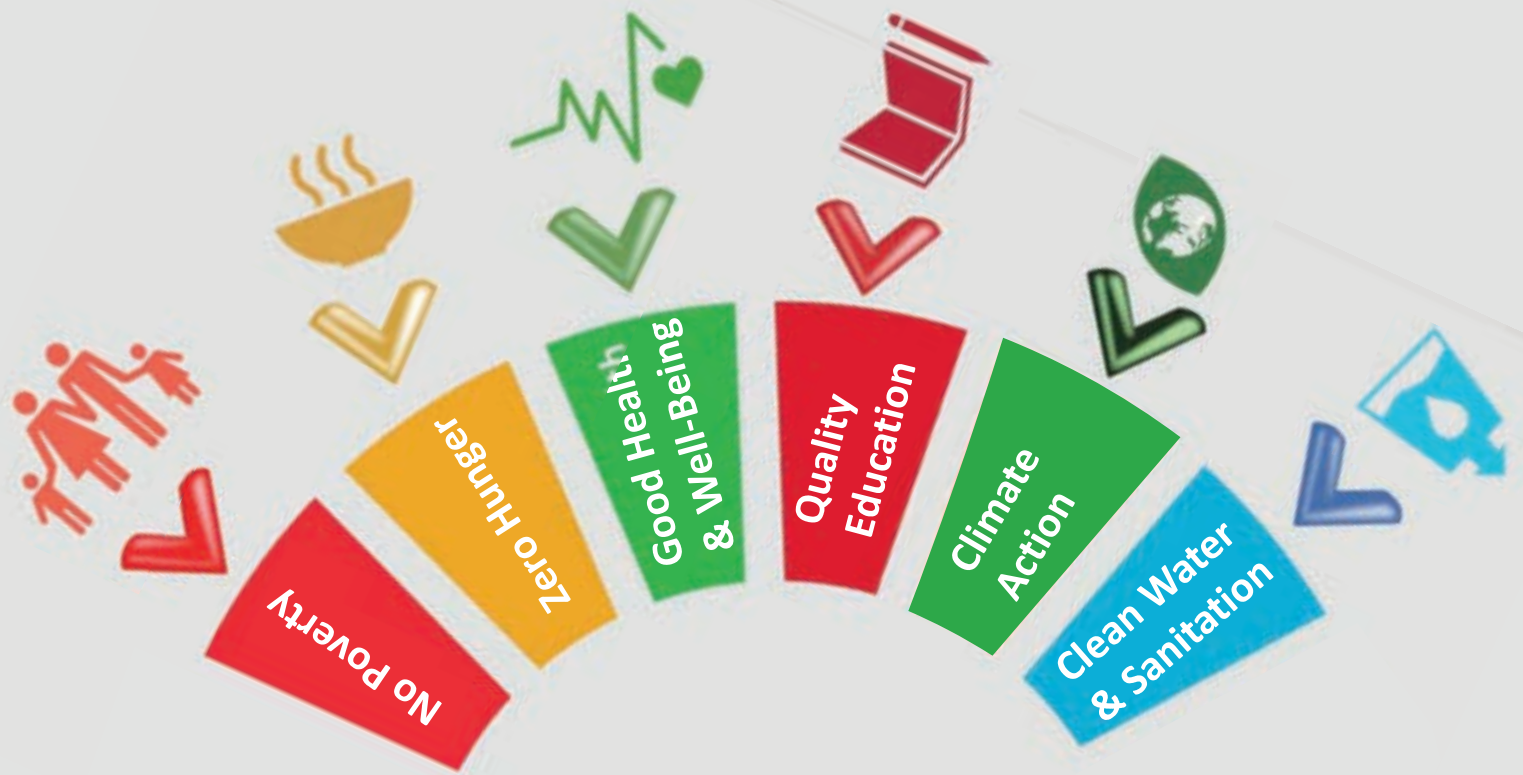 No Poverty
Zero Hunger
Good Health
& Well-Being
Quality
Education
Climate
Action
Clean Water
& Sanitation